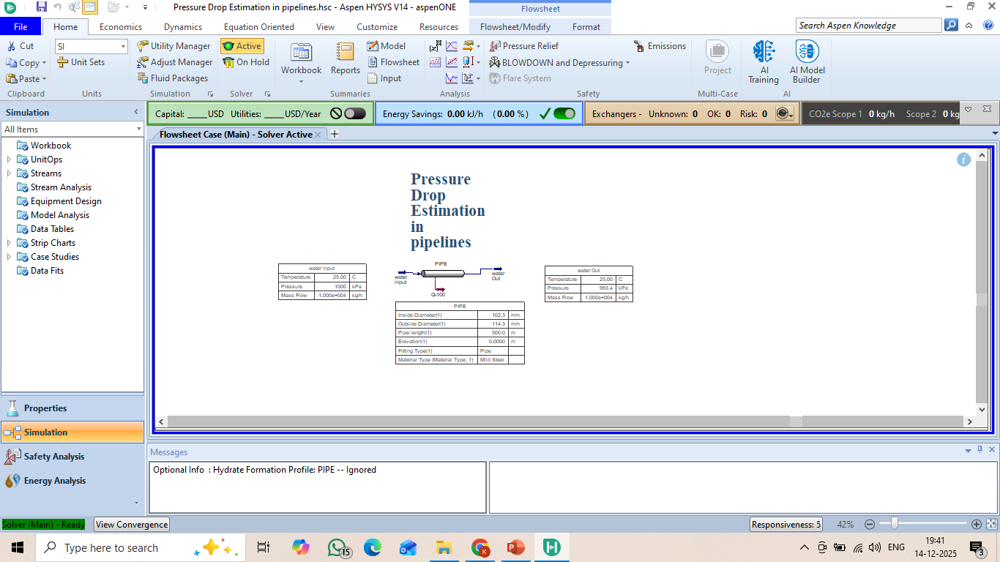 Pressure Drop Estimation in pipelines.hsc - Aspen HYSYS V14 - aspenONE
Flowsheet
File Home Economics Dynamics Equation Oriented View Customize Resources Flowsheet/Modify Format Search Aspen Knowledge
Cut SI Utility Manager Active Model Pressure Relief Emissions
Copy Unit Sets Adjust Manager On Hold Flowsheet BLOWDOWN and Depressuring
Paste Fluid Packages Workbook Reports Input Flare System Project AI Training AI Model Builder
Clipboard Units Simulation Solver Summaries Analysis Safety Multi-Case AI
Simulation
Capital: _____USD Utilities: _____USD/Year Energy Savings: 0.00 kJ/h (0.00 %) Exchangers - Unknown: 0 OK: 0 Risk: 0 CO2e Scope 1 0 kg/h Scope 2 0 kg
All Items
Flowsheet Case (Main) - Solver Active
Workbook
UnitOps
Streams
Stream Analysis
Equipment Design
Model Analysis
Data Tables
Strip Charts
Case Studies
Data Fits
Pressure
Drop
Estimation
in
pipelines
water input
Temperature 25.00 C
Pressure 1000 kPa
Mass Flow 1.000e+004 kg/h
PIPE
water
input
water
Out
Q-100
water Out
Temperature 25.00 C
Pressure 993.4 kPa
Mass Flow 1.000e+004 kg/h
PIPE
Inside Diameter(1) 102.3 mm
Outside Diameter(1) 114.3 mm
Pipe length(1) 500.0 m
Elevation(1) 0.0000 m
Fitting Type(1) Pipe
Material Type (Material Type_1) Mild Steel
Properties
Simulation
Safety Analysis
Energy Analysis
Messages
Optional Info : Hydrate Formation Profile: PIPE -- Ignored
Solver (Main) - Ready View Convergence Responsiveness: 5 42%
Type here to search 15 ENG 19:41
14-12-2025 3